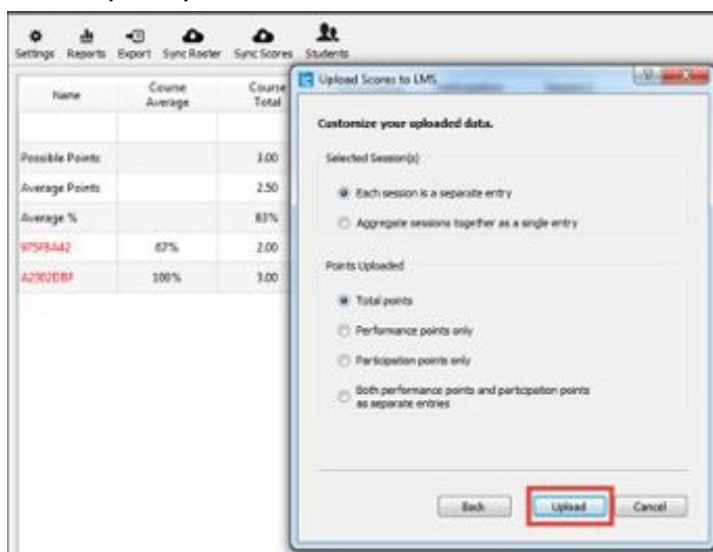 Settings Reports Export Sync Roster Sync Scores Students
Upload Scores to LMS
Name Course Average Course Total
Customize your uploaded data.
Possible Points 3.00
Selected Session(s)
Average Points 2.50
Each session is a separate entry
Average % 83%
Aggregate sessions together as a single entry
67% 2.00
Points Uploaded
100% 3.00
Total points
Performance points only
Participation points only
Both performance points and participation points
as separate entries
Back Upload Cancel